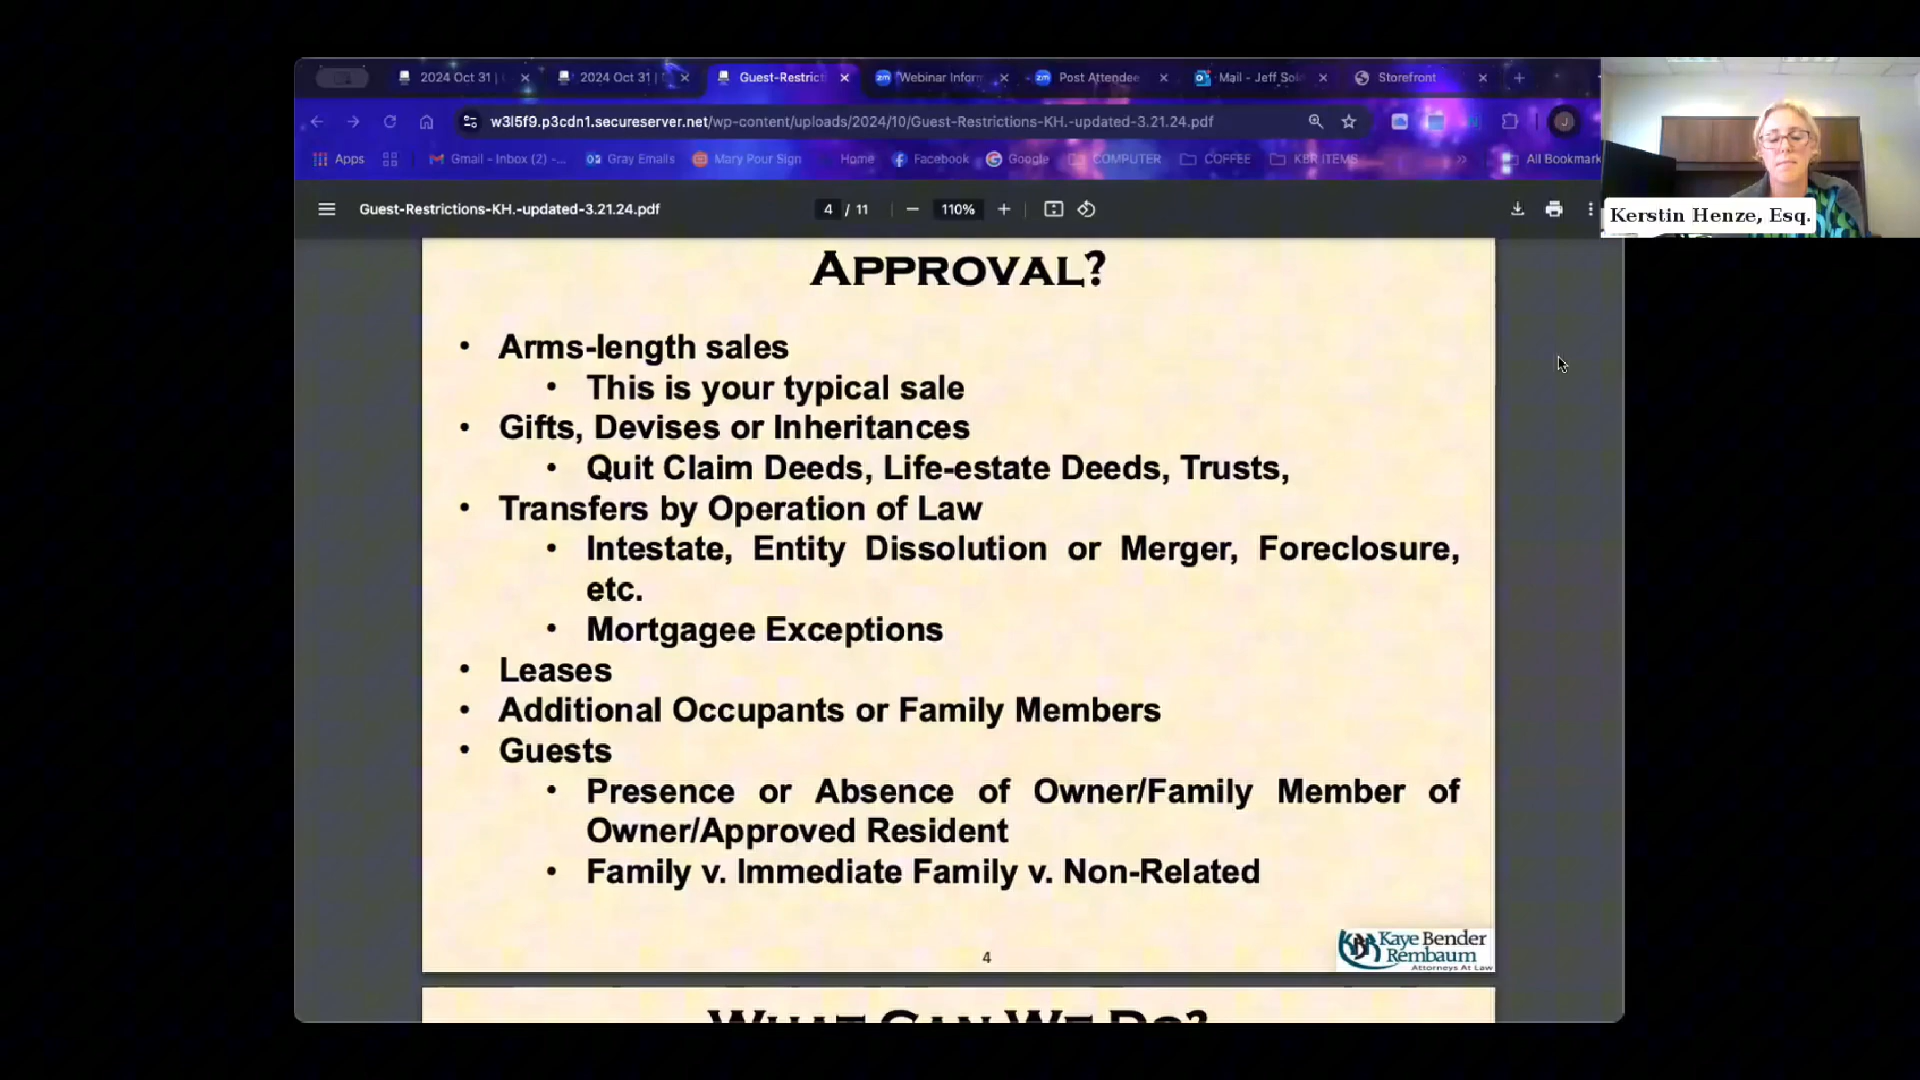 2024 Oct 31 |
2024 Oct 31 |
Guest-Restrict
Webinar Inforn
Post Attendee
Mail - Jeff Sol
Storefront
w3l5f9.p3cdn1.secureserver.net/wp-content/uploads/2024/10/Guest-Restrictions-KH.-updated-3.21.24.pdf
J
Apps
Gmail - Inbox (2) -...
Gray Emails
Mary Pour Sign
Home
Facebook
Google
COMPUTER
COFFEE
KBR ITEMS
»
All Bookmark
Guest-Restrictions-KH.-updated-3.21.24.pdf
4 / 11
110%
Kerstin Henze, Esq.
APPROVAL?
• Arms-length sales
• This is your typical sale
• Gifts, Devises or Inheritances
• Quit Claim Deeds, Life-estate Deeds, Trusts,
• Transfers by Operation of Law
• Intestate, Entity Dissolution or Merger, Foreclosure,
etc.
• Mortgagee Exceptions
• Leases
• Additional Occupants or Family Members
• Guests
• Presence or Absence of Owner/Family Member of
Owner/Approved Resident
• Family v. Immediate Family v. Non-Related
4
KBR
Kaye Bender
Rembaum
Attorneys At Law
WHAT CAN WE DO?